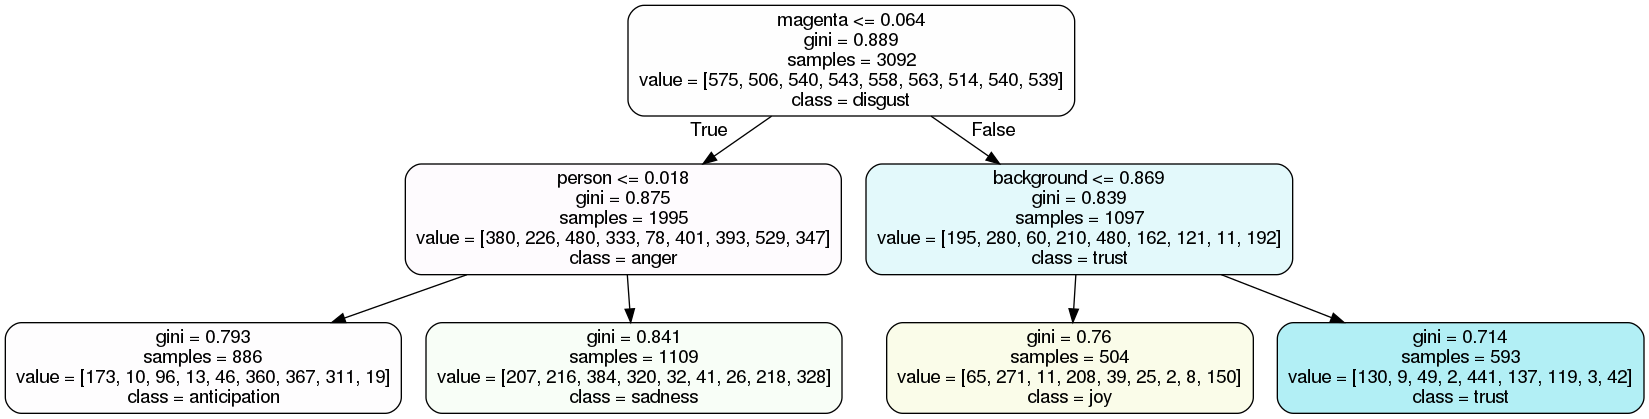 magenta <= 0.064
gini = 0.889
samples = 3092
value = [575, 506, 540, 543, 558, 563, 514, 540, 539]
class = disgust
True
False
person <= 0.018
gini = 0.875
samples = 1995
value = [380, 226, 480, 333, 78, 401, 393, 529, 347]
class = anger
background <= 0.869
gini = 0.839
samples = 1097
value = [195, 280, 60, 210, 480, 162, 121, 11, 192]
class = trust
gini = 0.793
samples = 886
value = [173, 10, 96, 13, 46, 360, 367, 311, 19]
class = anticipation
gini = 0.841
samples = 1109
value = [207, 216, 384, 320, 32, 41, 26, 218, 328]
class = sadness
gini = 0.76
samples = 504
value = [65, 271, 11, 208, 39, 25, 2, 8, 150]
class = joy
gini = 0.714
samples = 593
value = [130, 9, 49, 2, 441, 137, 119, 3, 42]
class = trust